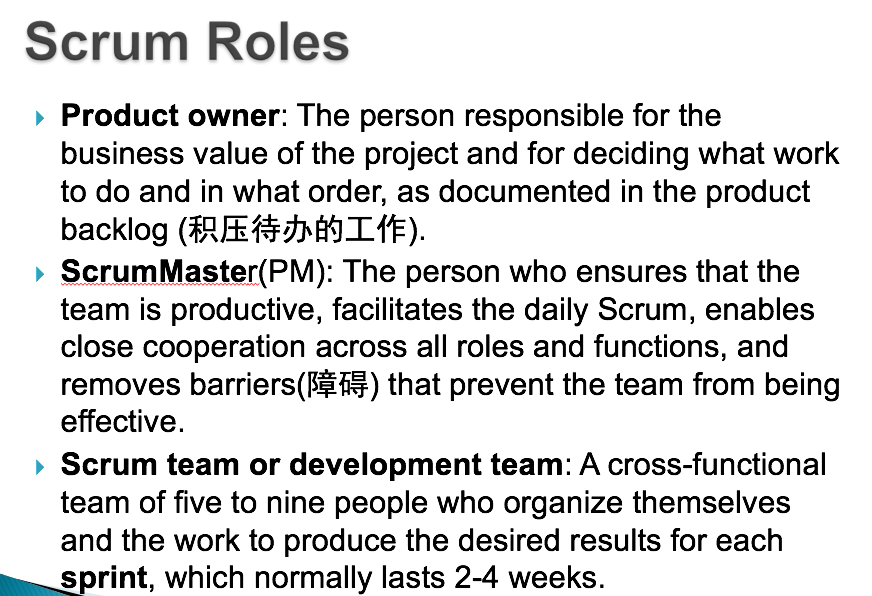 Scrum Roles
Product owner: The person responsible for the
business value of the project and for deciding what work
to do and in what order, as documented in the product
backlog (积压待办的工作).
ScrumMaster(PM): The person who ensures that the
team is productive, facilitates the daily Scrum, enables
close cooperation across all roles and functions, and
removes barriers(障碍) that prevent the team from being
effective.
Scrum team or development team: A cross-functional
team of five to nine people who organize themselves
and the work to produce the desired results for each
sprint, which normally lasts 2-4 weeks.